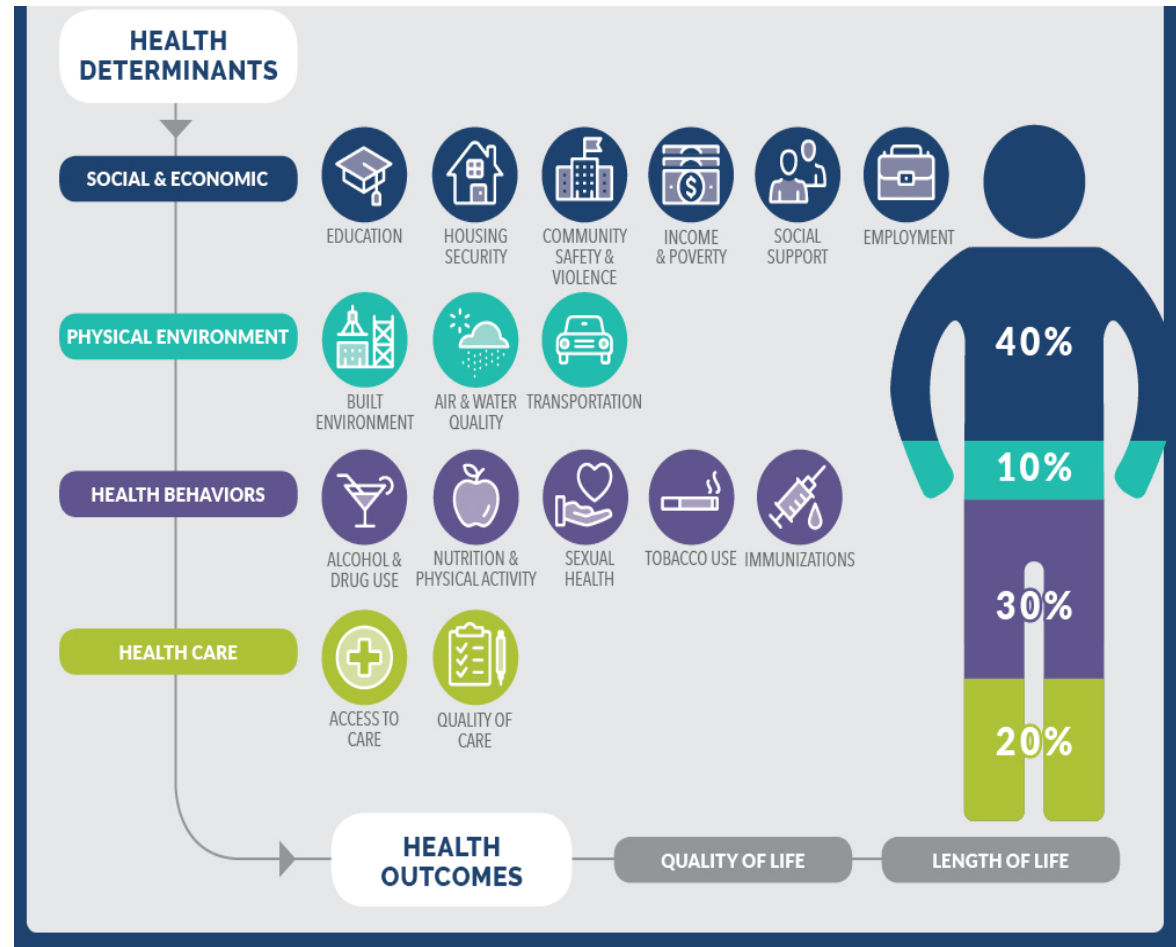 HEALTH
DETERMINANTS
SOCIAL & ECONOMIC
EDUCATION
HOUSING
SECURITY
COMMUNITY
SAFETY &
VIOLENCE
INCOME
& POVERTY
SOCIAL
SUPPORT
EMPLOYMENT
40%
PHYSICAL ENVIRONMENT
BUILT
ENVIRONMENT
AIR & WATER
QUALITY
TRANSPORTATION
10%
HEALTH BEHAVIORS
ALCOHOL &
DRUG USE
NUTRITION &
PHYSICAL ACTIVITY
SEXUAL
HEALTH
TOBACCO USE
IMMUNIZATIONS
30%
HEALTH CARE
ACCESS TO
CARE
QUALITY OF
CARE
20%
HEALTH
OUTCOMES
QUALITY OF LIFE
LENGTH OF LIFE